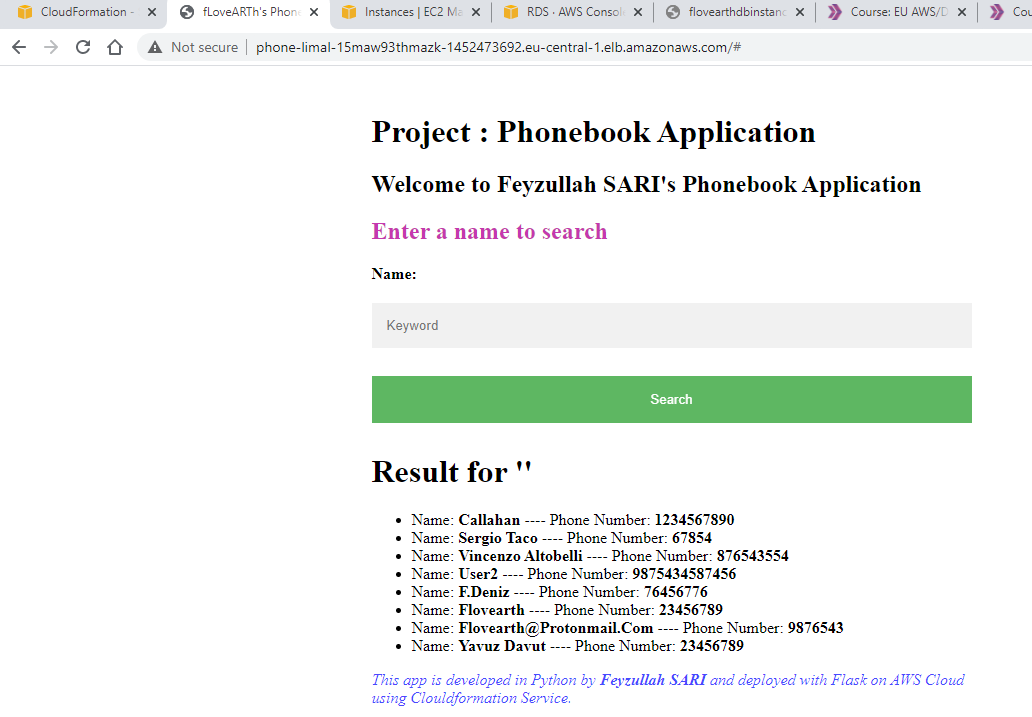 CloudFormation - fLoveARTh's Phon Instances | EC2 Ma RDS · AWS Consol flovearthdbinstanc Course: EU AWS/D Cou
Not secure phone-limal-15maw93thmazk-1452473692.eu-central-1.elb.amazonaws.com/#
Project : Phonebook Application
Welcome to Feyzullah SARI's Phonebook Application
Enter a name to search
Name:
Keyword
Search
Result for ''
Name: Callahan ---- Phone Number: 1234567890
Name: Sergio Taco ---- Phone Number: 67854
Name: Vincenzo Altobelli ---- Phone Number: 876543554
Name: User2 ---- Phone Number: 9875434587456
Name: F.Deniz ---- Phone Number: 76456776
Name: Flovearth ---- Phone Number: 23456789
Name: Flovearth@Protonmail.Com ---- Phone Number: 9876543
Name: Yavuz Davut ---- Phone Number: 23456789
This app is developed in Python by Feyzullah SARI and deployed with Flask on AWS Cloud
using Clouldformation Service.